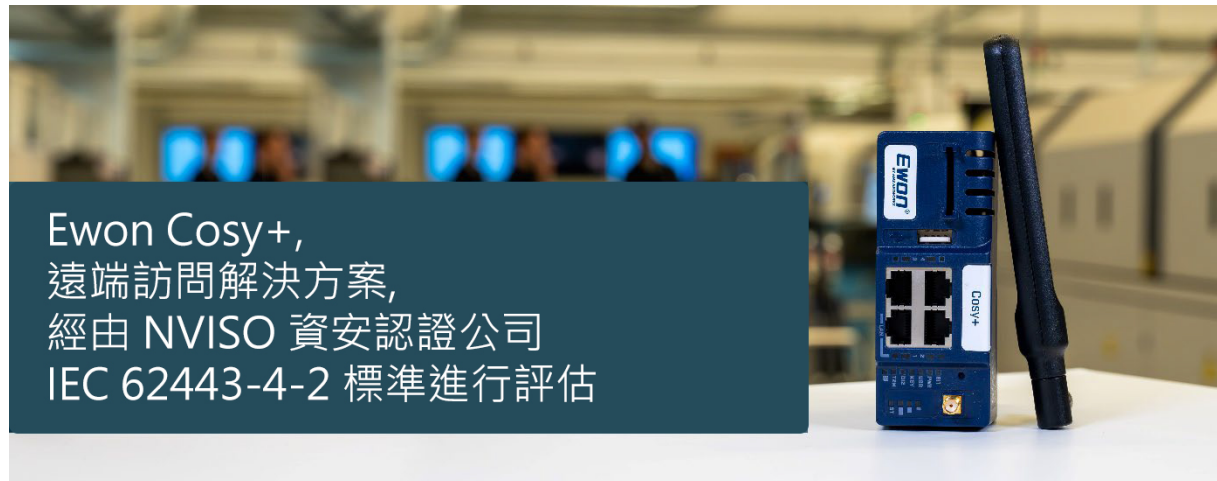 Ewon Cosy+,
遠端訪問解決方案,
經由 NVISO 資安認證公司
IEC 62443-4-2 標準進行評估
Ewon®
Cosy+